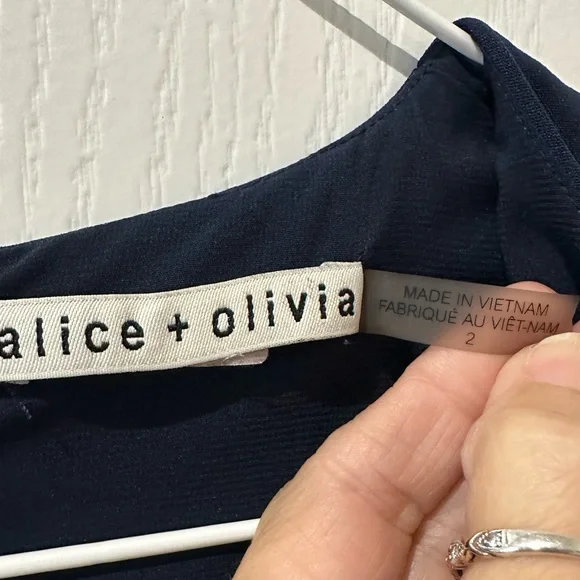 alice + olivia
MADE IN VIETNAM
FABRIQUÉ AU VIÊT-NAM
2